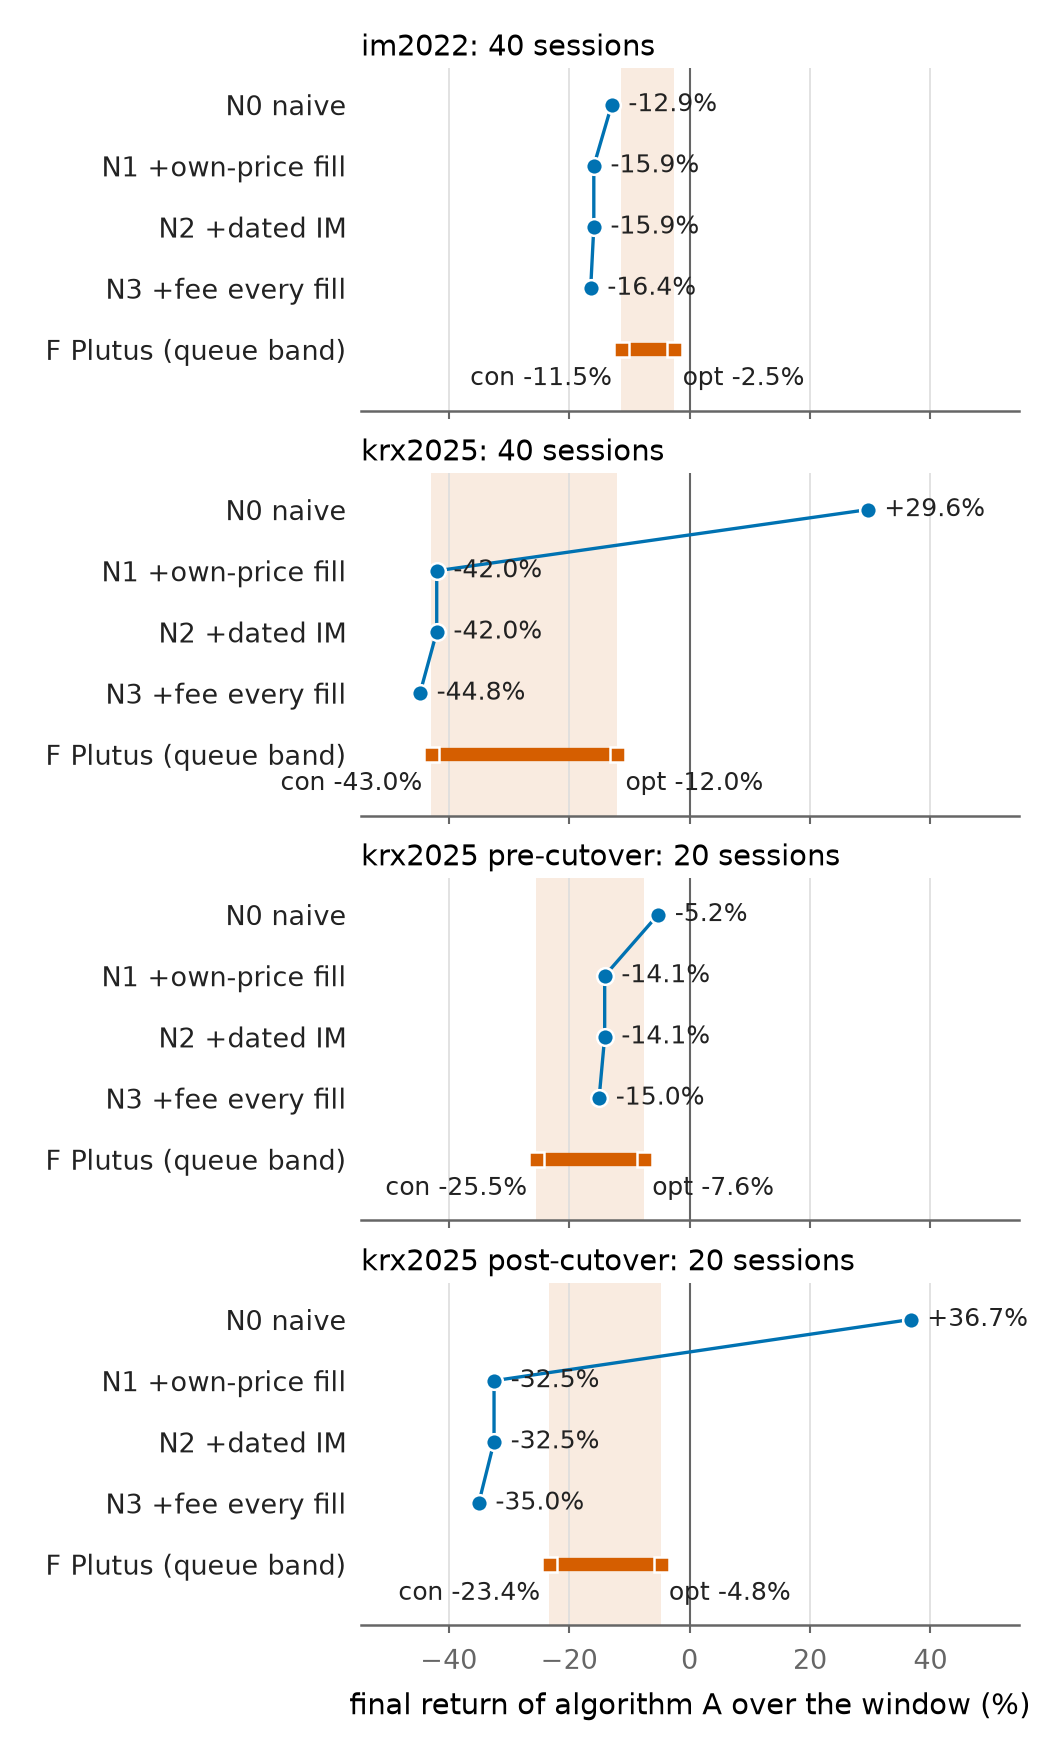 im2022: 40 sessions
N0 naive
-12.9%
N1 +own-price fill
-15.9%
N2 +dated IM
-15.9%
N3 +fee every fill
-16.4%
F Plutus (queue band)
con -11.5%
opt -2.5%
krx2025: 40 sessions
N0 naive
+29.6%
N1 +own-price fill
-42.0%
N2 +dated IM
-42.0%
N3 +fee every fill
-44.8%
F Plutus (queue band)
con -43.0%
opt -12.0%
krx2025 pre-cutover: 20 sessions
N0 naive
-5.2%
N1 +own-price fill
-14.1%
N2 +dated IM
-14.1%
N3 +fee every fill
-15.0%
F Plutus (queue band)
con -25.5%
opt -7.6%
krx2025 post-cutover: 20 sessions
N0 naive
+36.7%
N1 +own-price fill
-32.5%
N2 +dated IM
-32.5%
N3 +fee every fill
-35.0%
F Plutus (queue band)
con -23.4%
opt -4.8%
−40 −20 0 20 40
final return of algorithm A over the window (%)